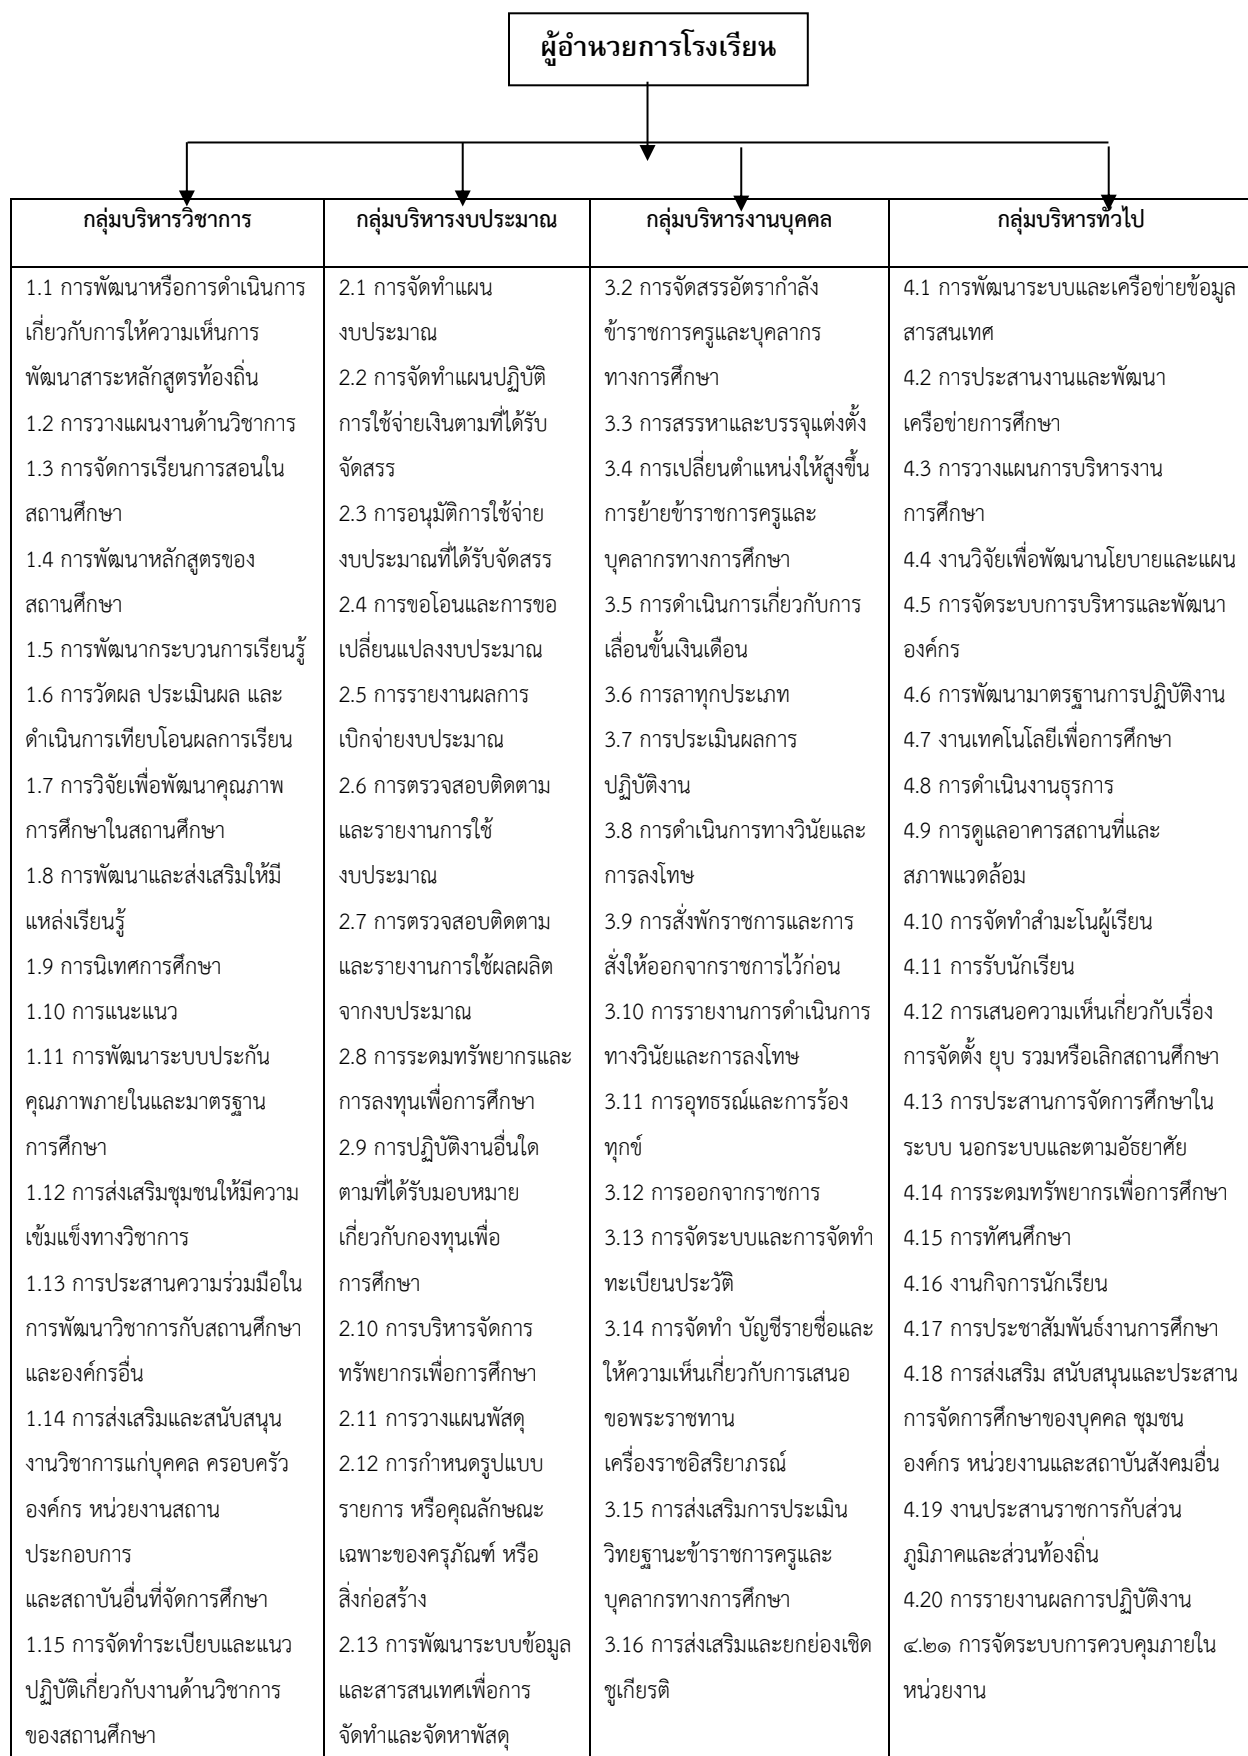 ผู้อำนวยการโรงเรียน
กลุ่มบริหารวิชาการ
1.1 การพัฒนาหรือการดำเนินการ
เกี่ยวกับการให้ความเห็นการ
พัฒนาสาระหลักสูตรท้องถิ่น
1.2 การวางแผนงานด้านวิชาการ
1.3 การจัดการเรียนการสอนใน
สถานศึกษา
1.4 การพัฒนาหลักสูตรของ
สถานศึกษา
1.5 การพัฒนากระบวนการเรียนรู้
1.6 การวัดผล ประเมินผล และ
ดำเนินการเทียบโอนผลการเรียน
1.7 การวิจัยเพื่อพัฒนาคุณภาพ
การศึกษาในสถานศึกษา
1.8 การพัฒนาและส่งเสริมให้มี
แหล่งเรียนรู้
1.9 การนิเทศการศึกษา
1.10 การแนะแนว
1.11 การพัฒนาระบบประกัน
คุณภาพภายในและมาตรฐาน
การศึกษา
1.12 การส่งเสริมชุมชนให้มีความ
เข้มแข็งทางวิชาการ
1.13 การประสานความร่วมมือใน
การพัฒนาวิชาการกับสถานศึกษา
และองค์กรอื่น
1.14 การส่งเสริมและสนับสนุน
งานวิชาการแก่บุคคล ครอบครัว
องค์กร หน่วยงานสถาน
ประกอบการ
และสถาบันอื่นที่จัดการศึกษา
1.15 การจัดทำระเบียบและแนว
ปฏิบัติเกี่ยวกับงานด้านวิชาการ
ของสถานศึกษา
กลุ่มบริหารงบประมาณ
2.1 การจัดทำแผน
งบประมาณ
2.2 การจัดทำแผนปฏิบัติ
การใช้จ่ายเงินตามที่ได้รับ
จัดสรร
2.3 การอนุมัติการใช้จ่าย
งบประมาณที่ได้รับจัดสรร
2.4 การขอโอนและการขอ
เปลี่ยนแปลงงบประมาณ
2.5 การรายงานผลการ
เบิกจ่ายงบประมาณ
2.6 การตรวจสอบติดตาม
และรายงานการใช้
งบประมาณ
2.7 การตรวจสอบติดตาม
และรายงานการใช้ผลผลิต
จากงบประมาณ
2.8 การระดมทรัพยากรและ
การลงทุนเพื่อการศึกษา
2.9 การปฏิบัติงานอื่นใด
ตามที่ได้รับมอบหมาย
เกี่ยวกับกองทุนเพื่อ
การศึกษา
2.10 การบริหารจัดการ
ทรัพยากรเพื่อการศึกษา
2.11 การวางแผนพัสดุ
2.12 การกำหนดรูปแบบ
รายการ หรือคุณลักษณะ
เฉพาะของครุภัณฑ์ หรือ
สิ่งก่อสร้าง
2.13 การพัฒนาระบบข้อมูล
และสารสนเทศเพื่อการ
จัดทำและจัดหาพัสดุ
กลุ่มบริหารงานบุคคล
3.2 การจัดสรรอัตรากำลัง
ข้าราชการครูและบุคลากร
ทางการศึกษา
3.3 การสรรหาและบรรจุแต่งตั้ง
3.4 การเปลี่ยนตำแหน่งให้สูงขึ้น
การย้ายข้าราชการครูและ
บุคลากรทางการศึกษา
3.5 การดำเนินการเกี่ยวกับการ
เลื่อนขั้นเงินเดือน
3.6 การลาทุกประเภท
3.7 การประเมินผลการ
ปฏิบัติงาน
3.8 การดำเนินการทางวินัยและ
การลงโทษ
3.9 การสั่งพักราชการและการ
สั่งให้ออกจากราชการไว้ก่อน
3.10 การรายงานการดำเนินการ
ทางวินัยและการลงโทษ
3.11 การอุทธรณ์และการร้อง
ทุกข์
3.12 การออกจากราชการ
3.13 การจัดระบบและการจัดทำ
ทะเบียนประวัติ
3.14 การจัดทำ บัญชีรายชื่อและ
ให้ความเห็นเกี่ยวกับการเสนอ
ขอพระราชทาน
เครื่องราชอิสริยาภรณ์
3.15 การส่งเสริมการประเมิน
วิทยฐานะข้าราชการครูและ
บุคลากรทางการศึกษา
3.16 การส่งเสริมและยกย่องเชิด
ชูเกียรติ
กลุ่มบริหารทั่วไป
4.1 การพัฒนาระบบและเครือข่ายข้อมูล
สารสนเทศ
4.2 การประสานงานและพัฒนา
เครือข่ายการศึกษา
4.3 การวางแผนการบริหารงาน
การศึกษา
4.4 งานวิจัยเพื่อพัฒนานโยบายและแผน
4.5 การจัดระบบการบริหารและพัฒนา
องค์กร
4.6 การพัฒนามาตรฐานการปฏิบัติงาน
4.7 งานเทคโนโลยีเพื่อการศึกษา
4.8 การดำเนินงานธุรการ
4.9 การดูแลอาคารสถานที่และ
สภาพแวดล้อม
4.10 การจัดทำสำมะโนผู้เรียน
4.11 การรับนักเรียน
4.12 การเสนอความเห็นเกี่ยวกับเรื่อง
การจัดตั้ง ยุบ รวมหรือเลิกสถานศึกษา
4.13 การประสานการจัดการศึกษาใน
ระบบ นอกระบบและตามอัธยาศัย
4.14 การระดมทรัพยากรเพื่อการศึกษา
4.15 การทัศนศึกษา
4.16 งานกิจการนักเรียน
4.17 การประชาสัมพันธ์งานการศึกษา
4.18 การส่งเสริม สนับสนุนและประสาน
การจัดการศึกษาของบุคคล ชุมชน
องค์กร หน่วยงานและสถาบันสังคมอื่น
4.19 งานประสานราชการกับส่วน
ภูมิภาคและส่วนท้องถิ่น
4.20 การรายงานผลการปฏิบัติงาน
๔.๒๑ การจัดระบบการควบคุมภายใน
หน่วยงาน